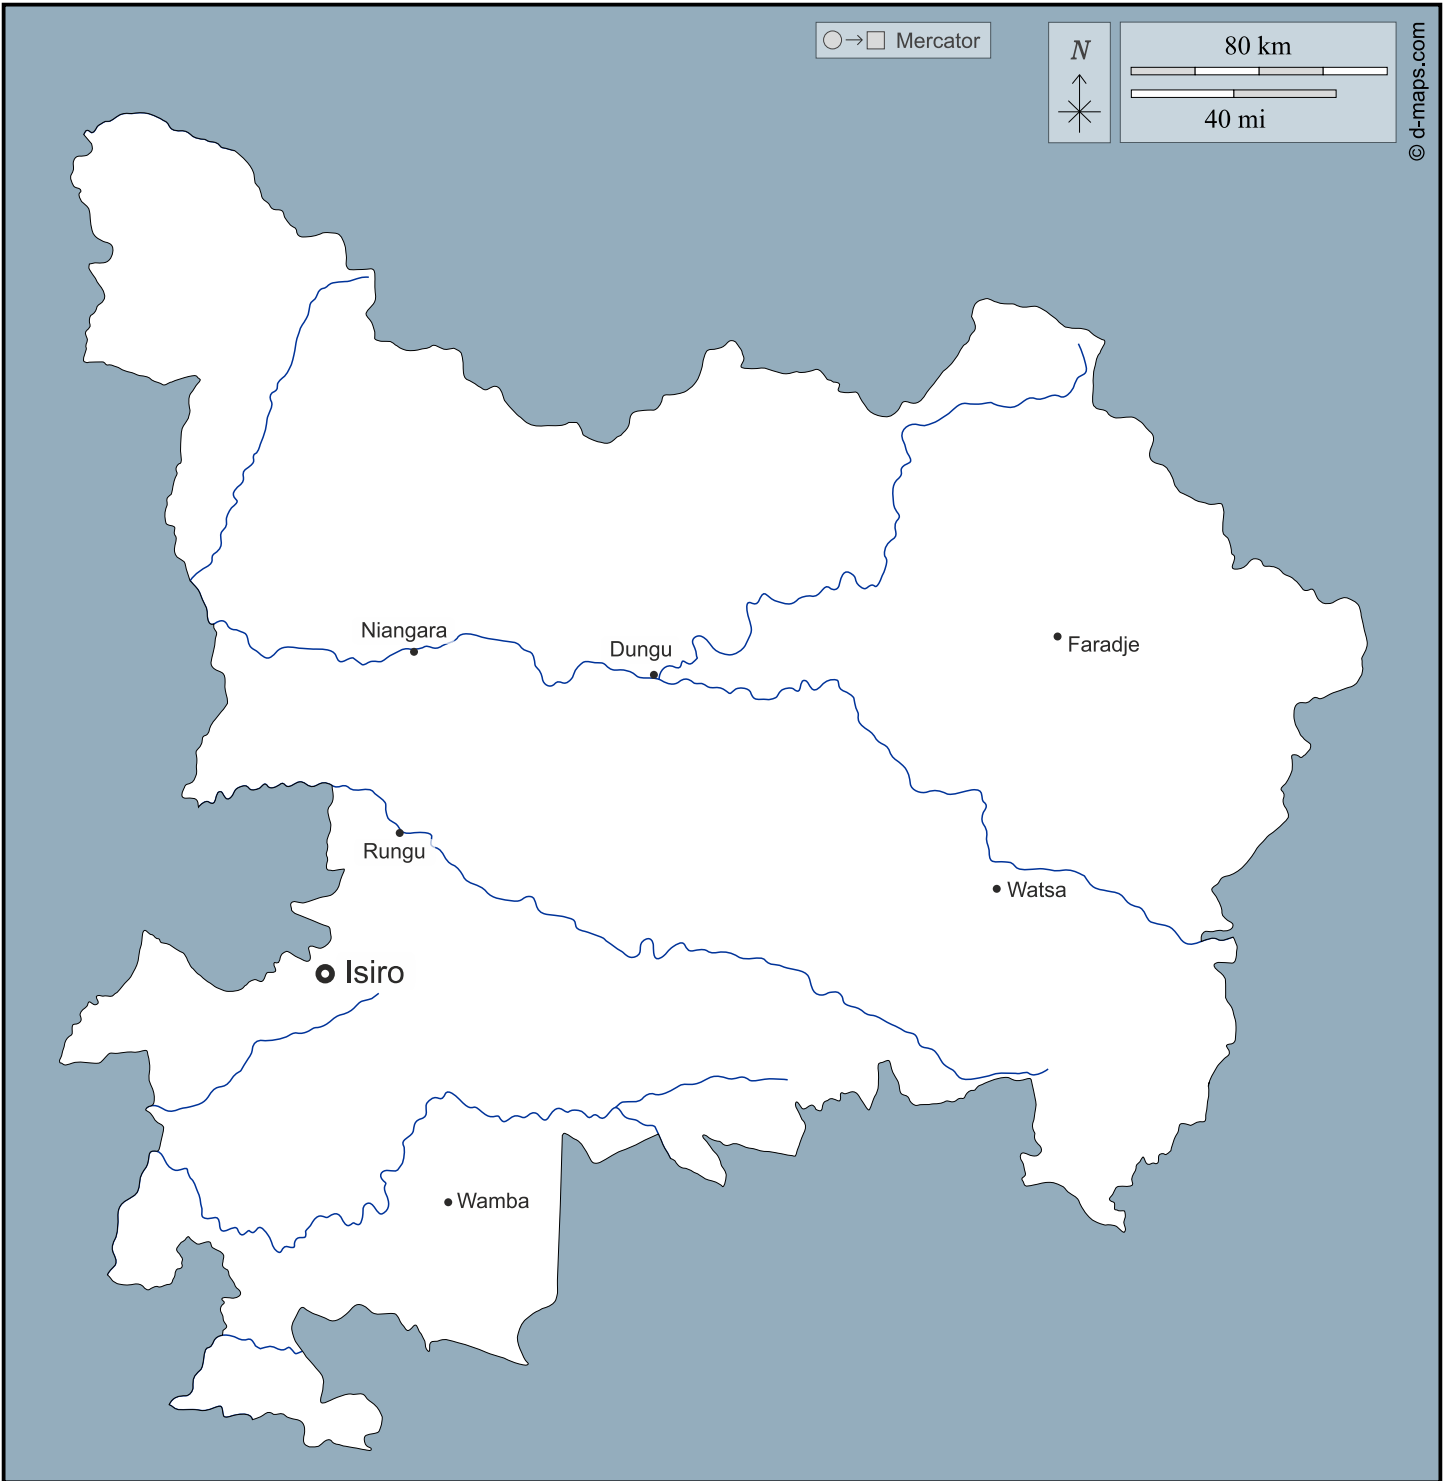 Mercator
N
80 km
40 mi
© d-maps.com
Niangara
Dungu
Faradje
Rungu
Watsa
Isiro
Wamba